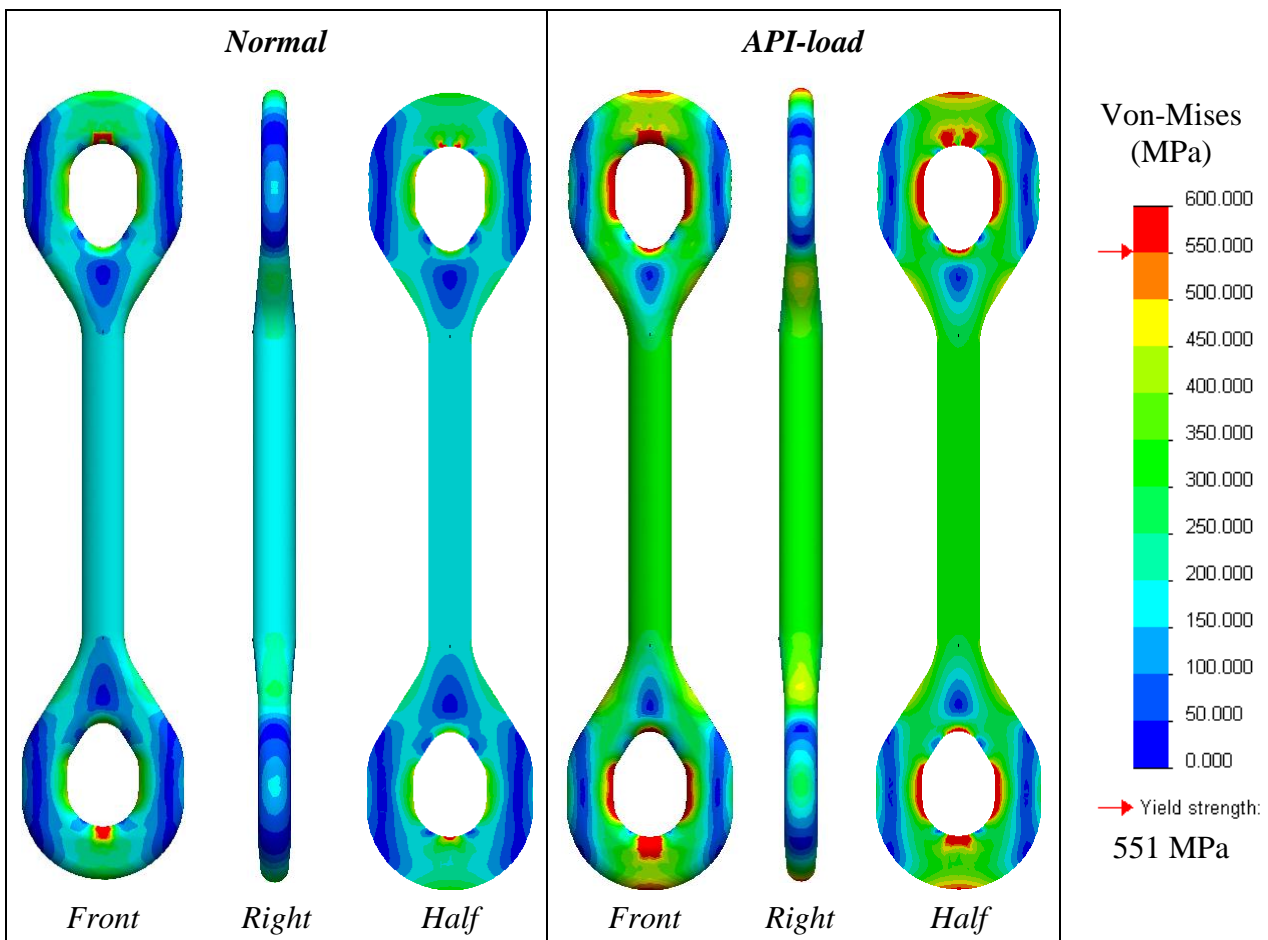 Normal
API-load
Von-Mises
(MPa)
600.000
550.000
500.000
450.000
400.000
350.000
300.000
250.000
200.000
150.000
100.000
50.000
0.000
Yield strength:
551 MPa
Front
Right
Half
Front
Right
Half